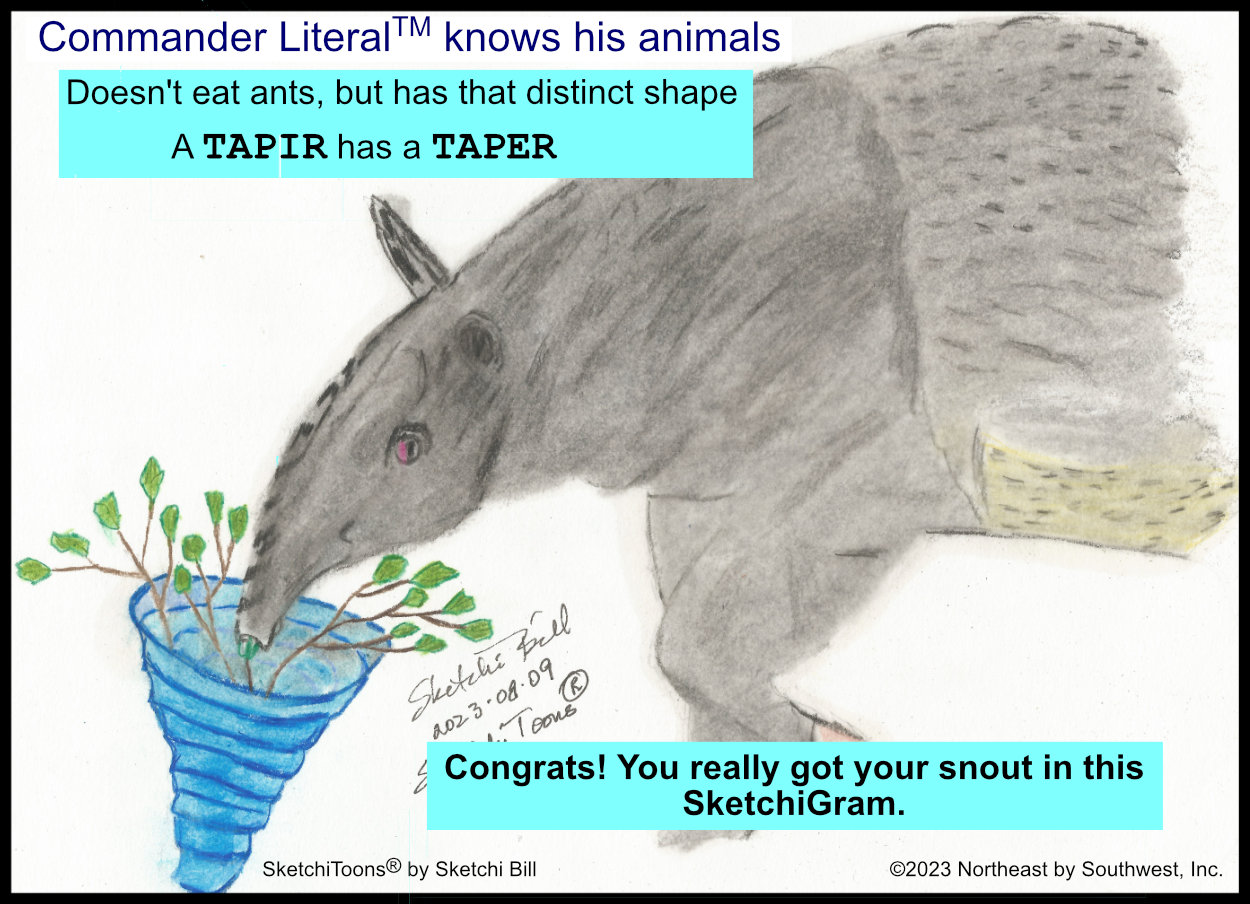 Commander Literal™ knows his animals
Doesn't eat ants, but has that distinct shape
A TAPIR has a TAPER
Sketchi Bill
2023.08.09
Toons®
Congrats! You really got your snout in this
SketchiGram.
SketchiToons® by Sketchi Bill
©2023 Northeast by Southwest, Inc.